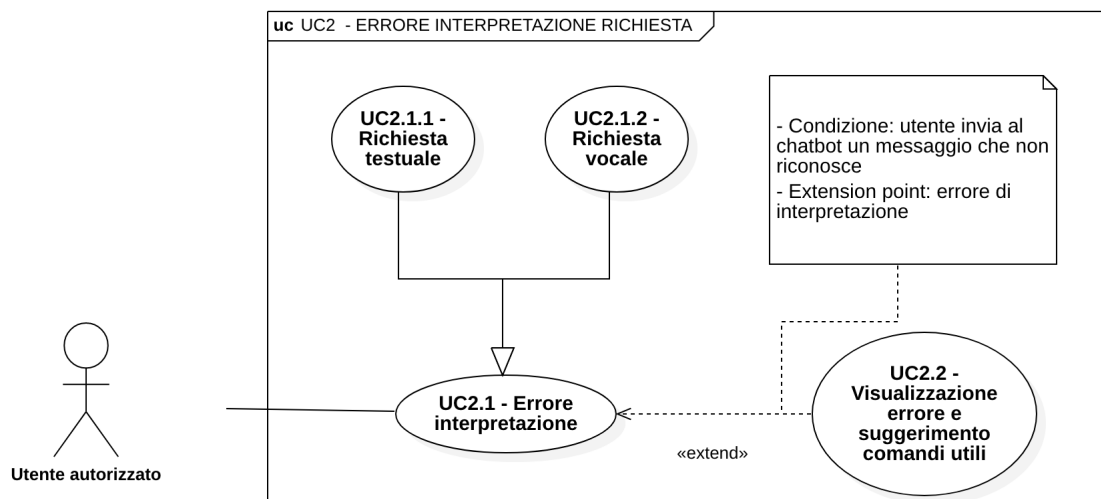 uc UC2 - ERRORE INTERPRETAZIONE RICHIESTA
UC2.1.1 -
Richiesta
testuale
UC2.1.2 -
Richiesta
vocale
- Condizione: utente invia al
chatbot un messaggio che non
riconosce
- Extension point: errore di
interpretazione
UC2.1 - Errore
interpretazione
UC2.2 -
Visualizzazione
errore e
suggerimento
comandi utili
«extend»
Utente autorizzato